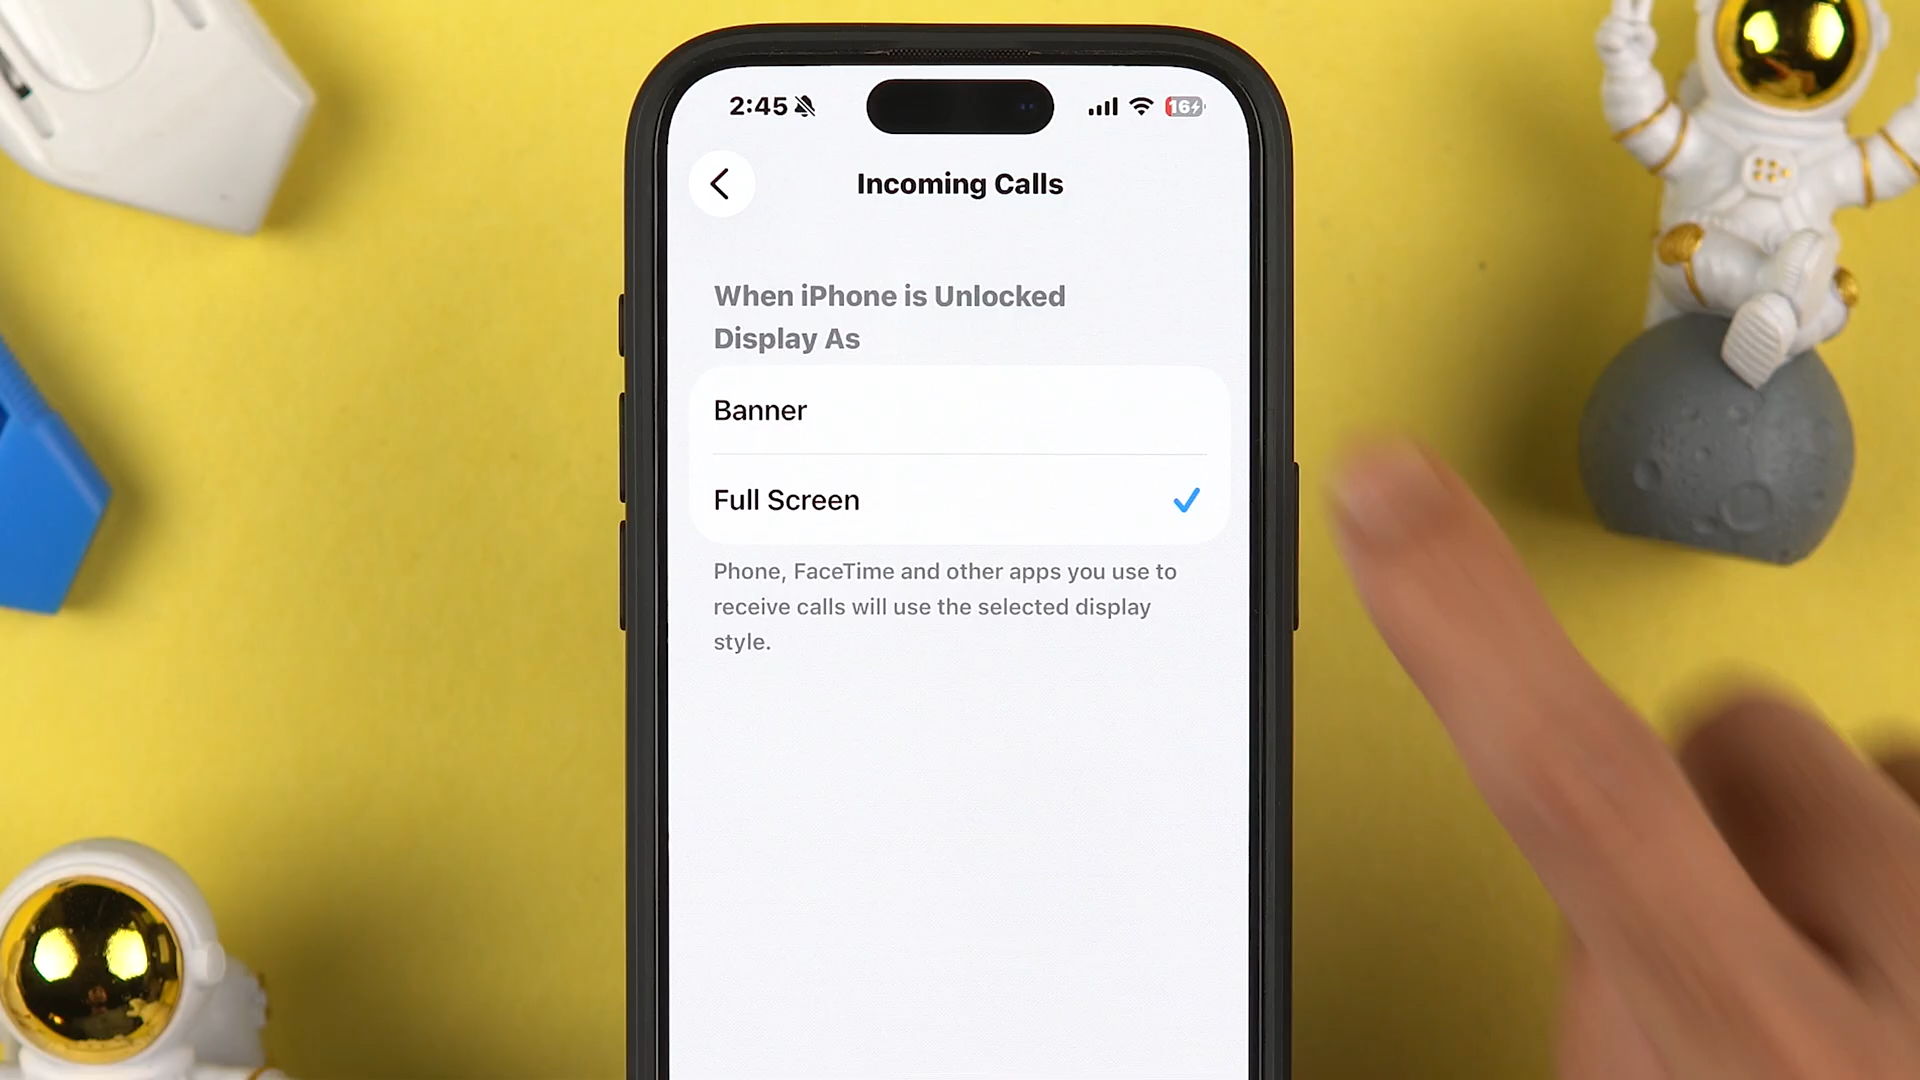 2:45
16
Incoming Calls
When iPhone is Unlocked
Display As
Banner
Full Screen
Phone, FaceTime and other apps you use to
receive calls will use the selected display
style.